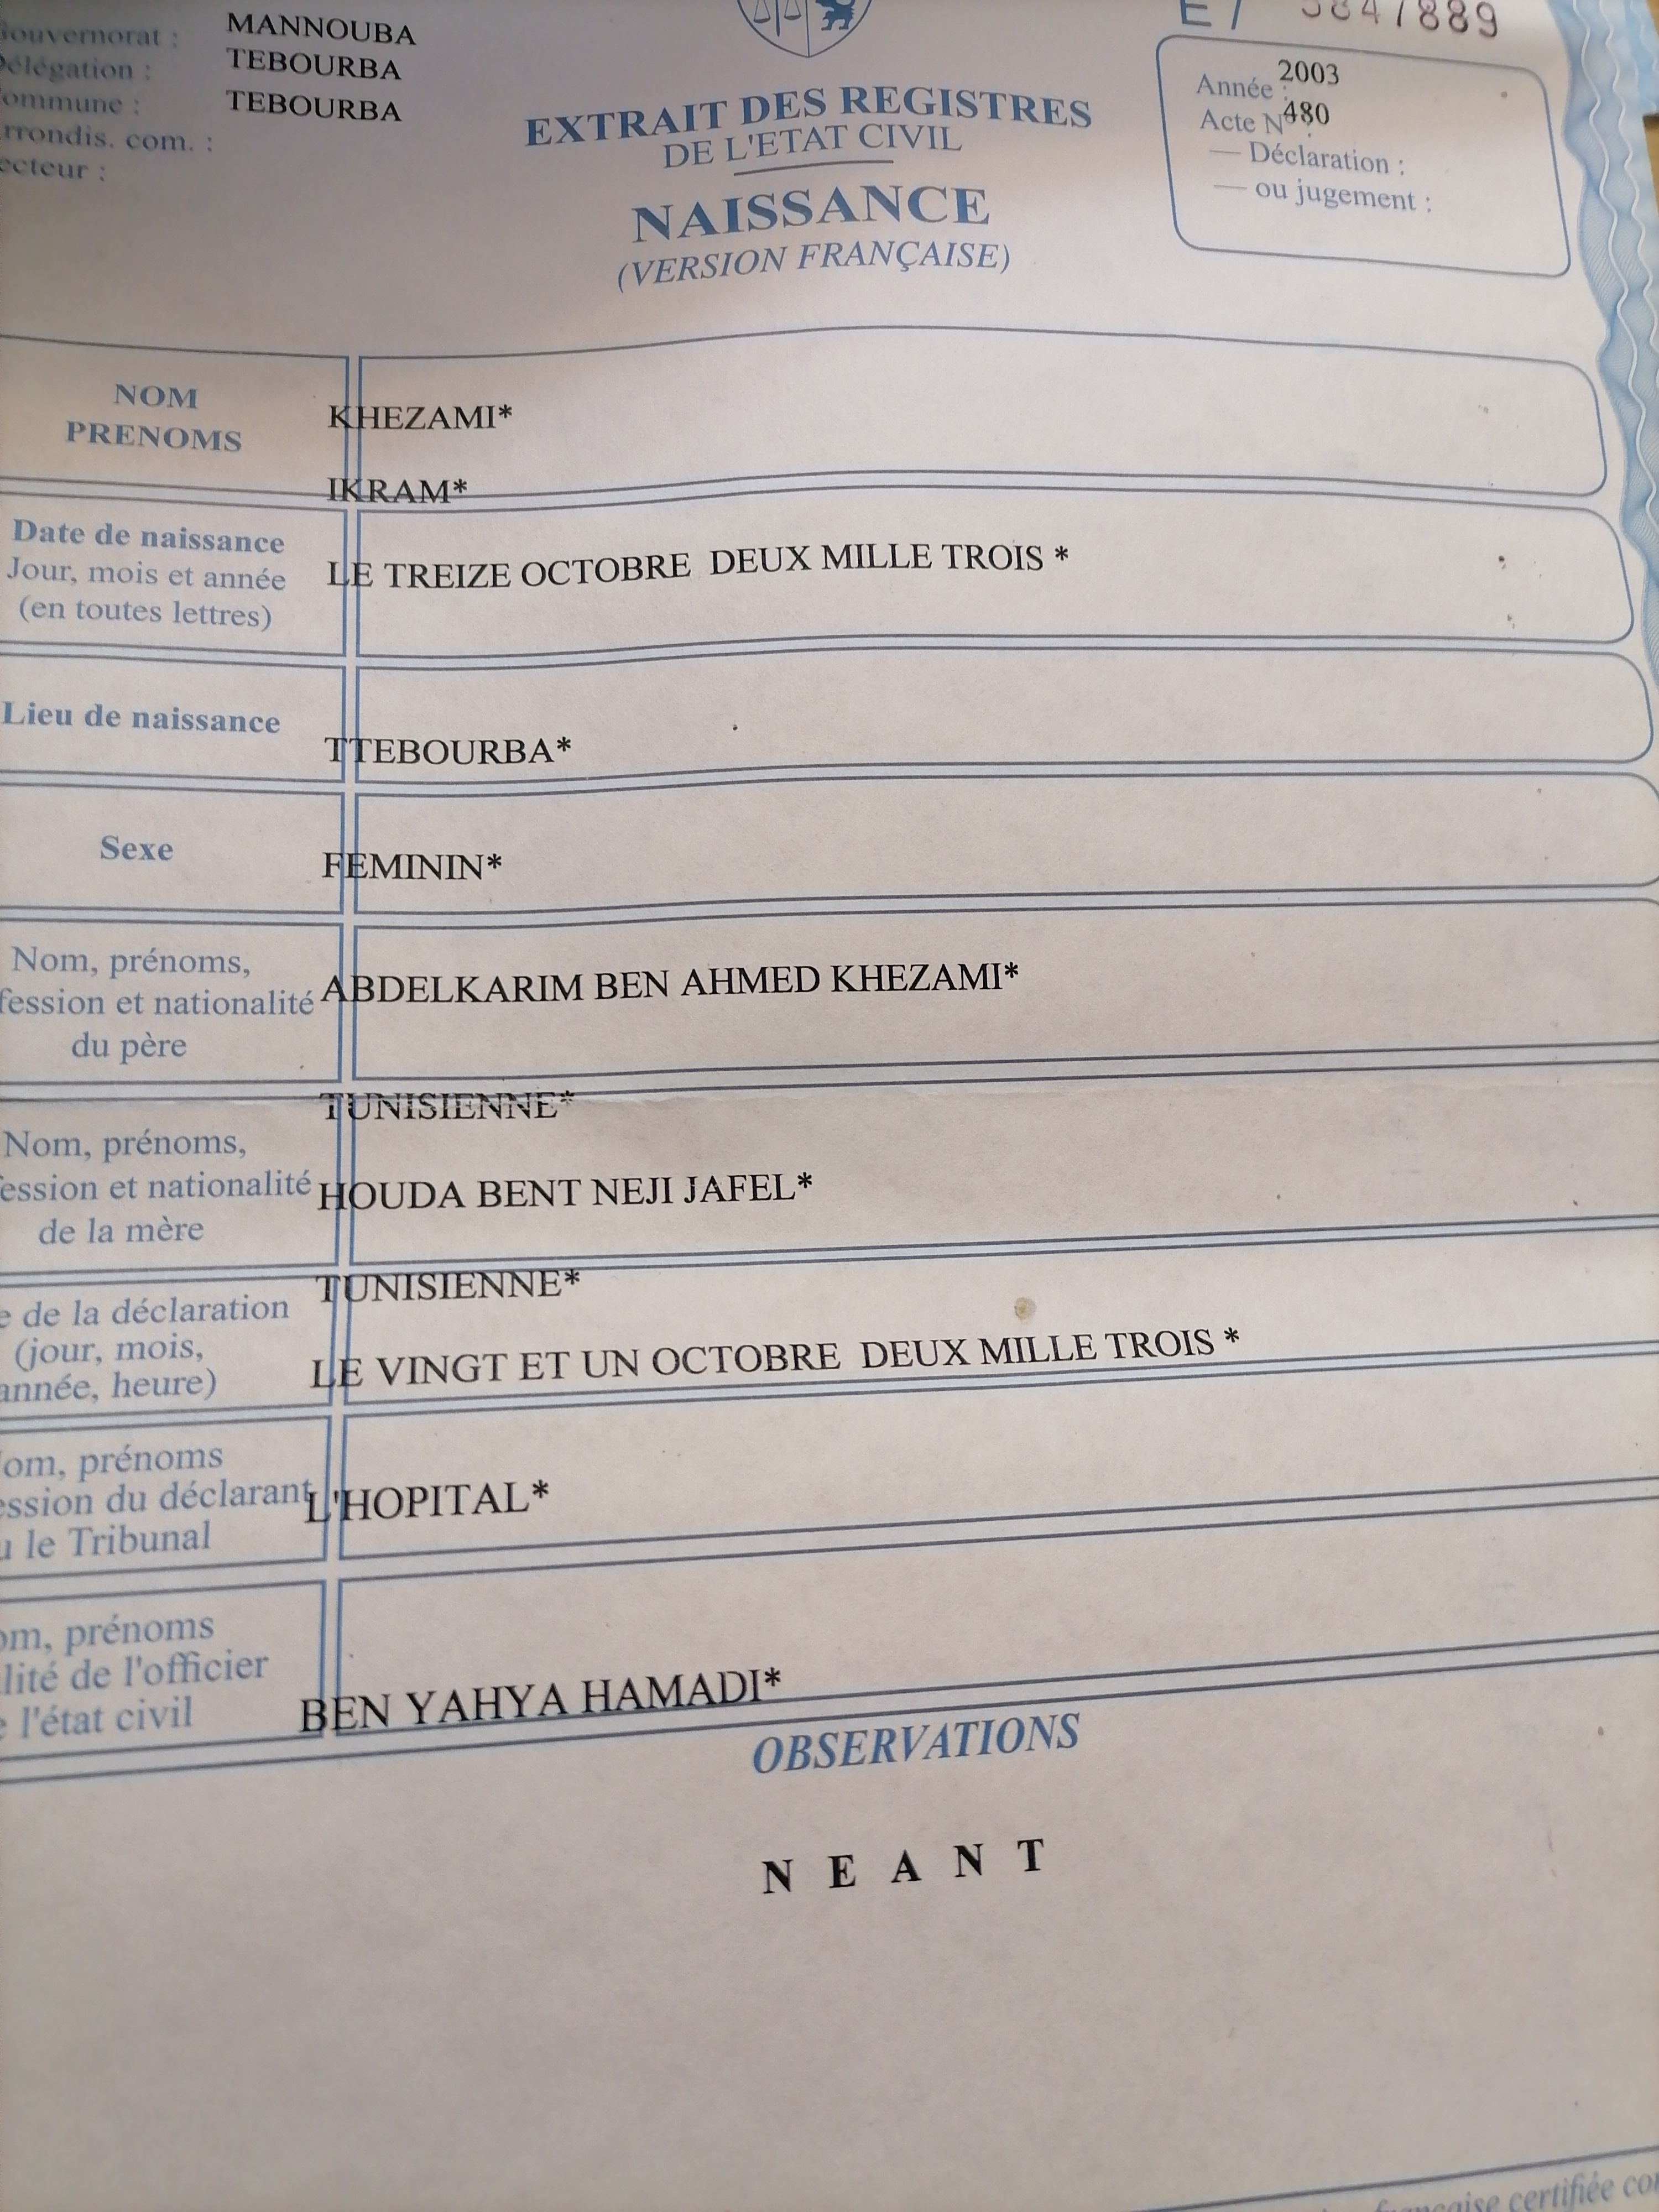 Gouvernorat : MANNOUBA
Délégation : TEBOURBA
Commune : TEBOURBA
rrondis. com. :
ecteur :
E7
EXTRAIT DES REGISTRES
DE L'ETAT CIVIL
NAISSANCE
(VERSION FRANÇAISE)
Année : 2003
Acte N° : 480
— Déclaration :
— ou jugement :
NOM
PRENOMS
KHEZAMI*
IKRAM*
Date de naissance
Jour, mois et année
(en toutes lettres)
LE TREIZE OCTOBRE DEUX MILLE TROIS *
Lieu de naissance
TTEBOURBA*
Sexe
FEMININ*
Nom, prénoms,
fession et nationalité
du père
ABDELKARIM BEN AHMED KHEZAMI*
TUNISIENNE*
Nom, prénoms,
fession et nationalité
de la mère
HOUDA BENT NEJI JAFEL*
TUNISIENNE*
e de la déclaration
(jour, mois,
année, heure)
LE VINGT ET UN OCTOBRE DEUX MILLE TROIS *
Nom, prénoms
ession du déclarant
u le Tribunal
L'HOPITAL*
om, prénoms
lité de l'officier
e l'état civil
BEN YAHYA HAMADI*
OBSERVATIONS
N E A N T
française certifiée con